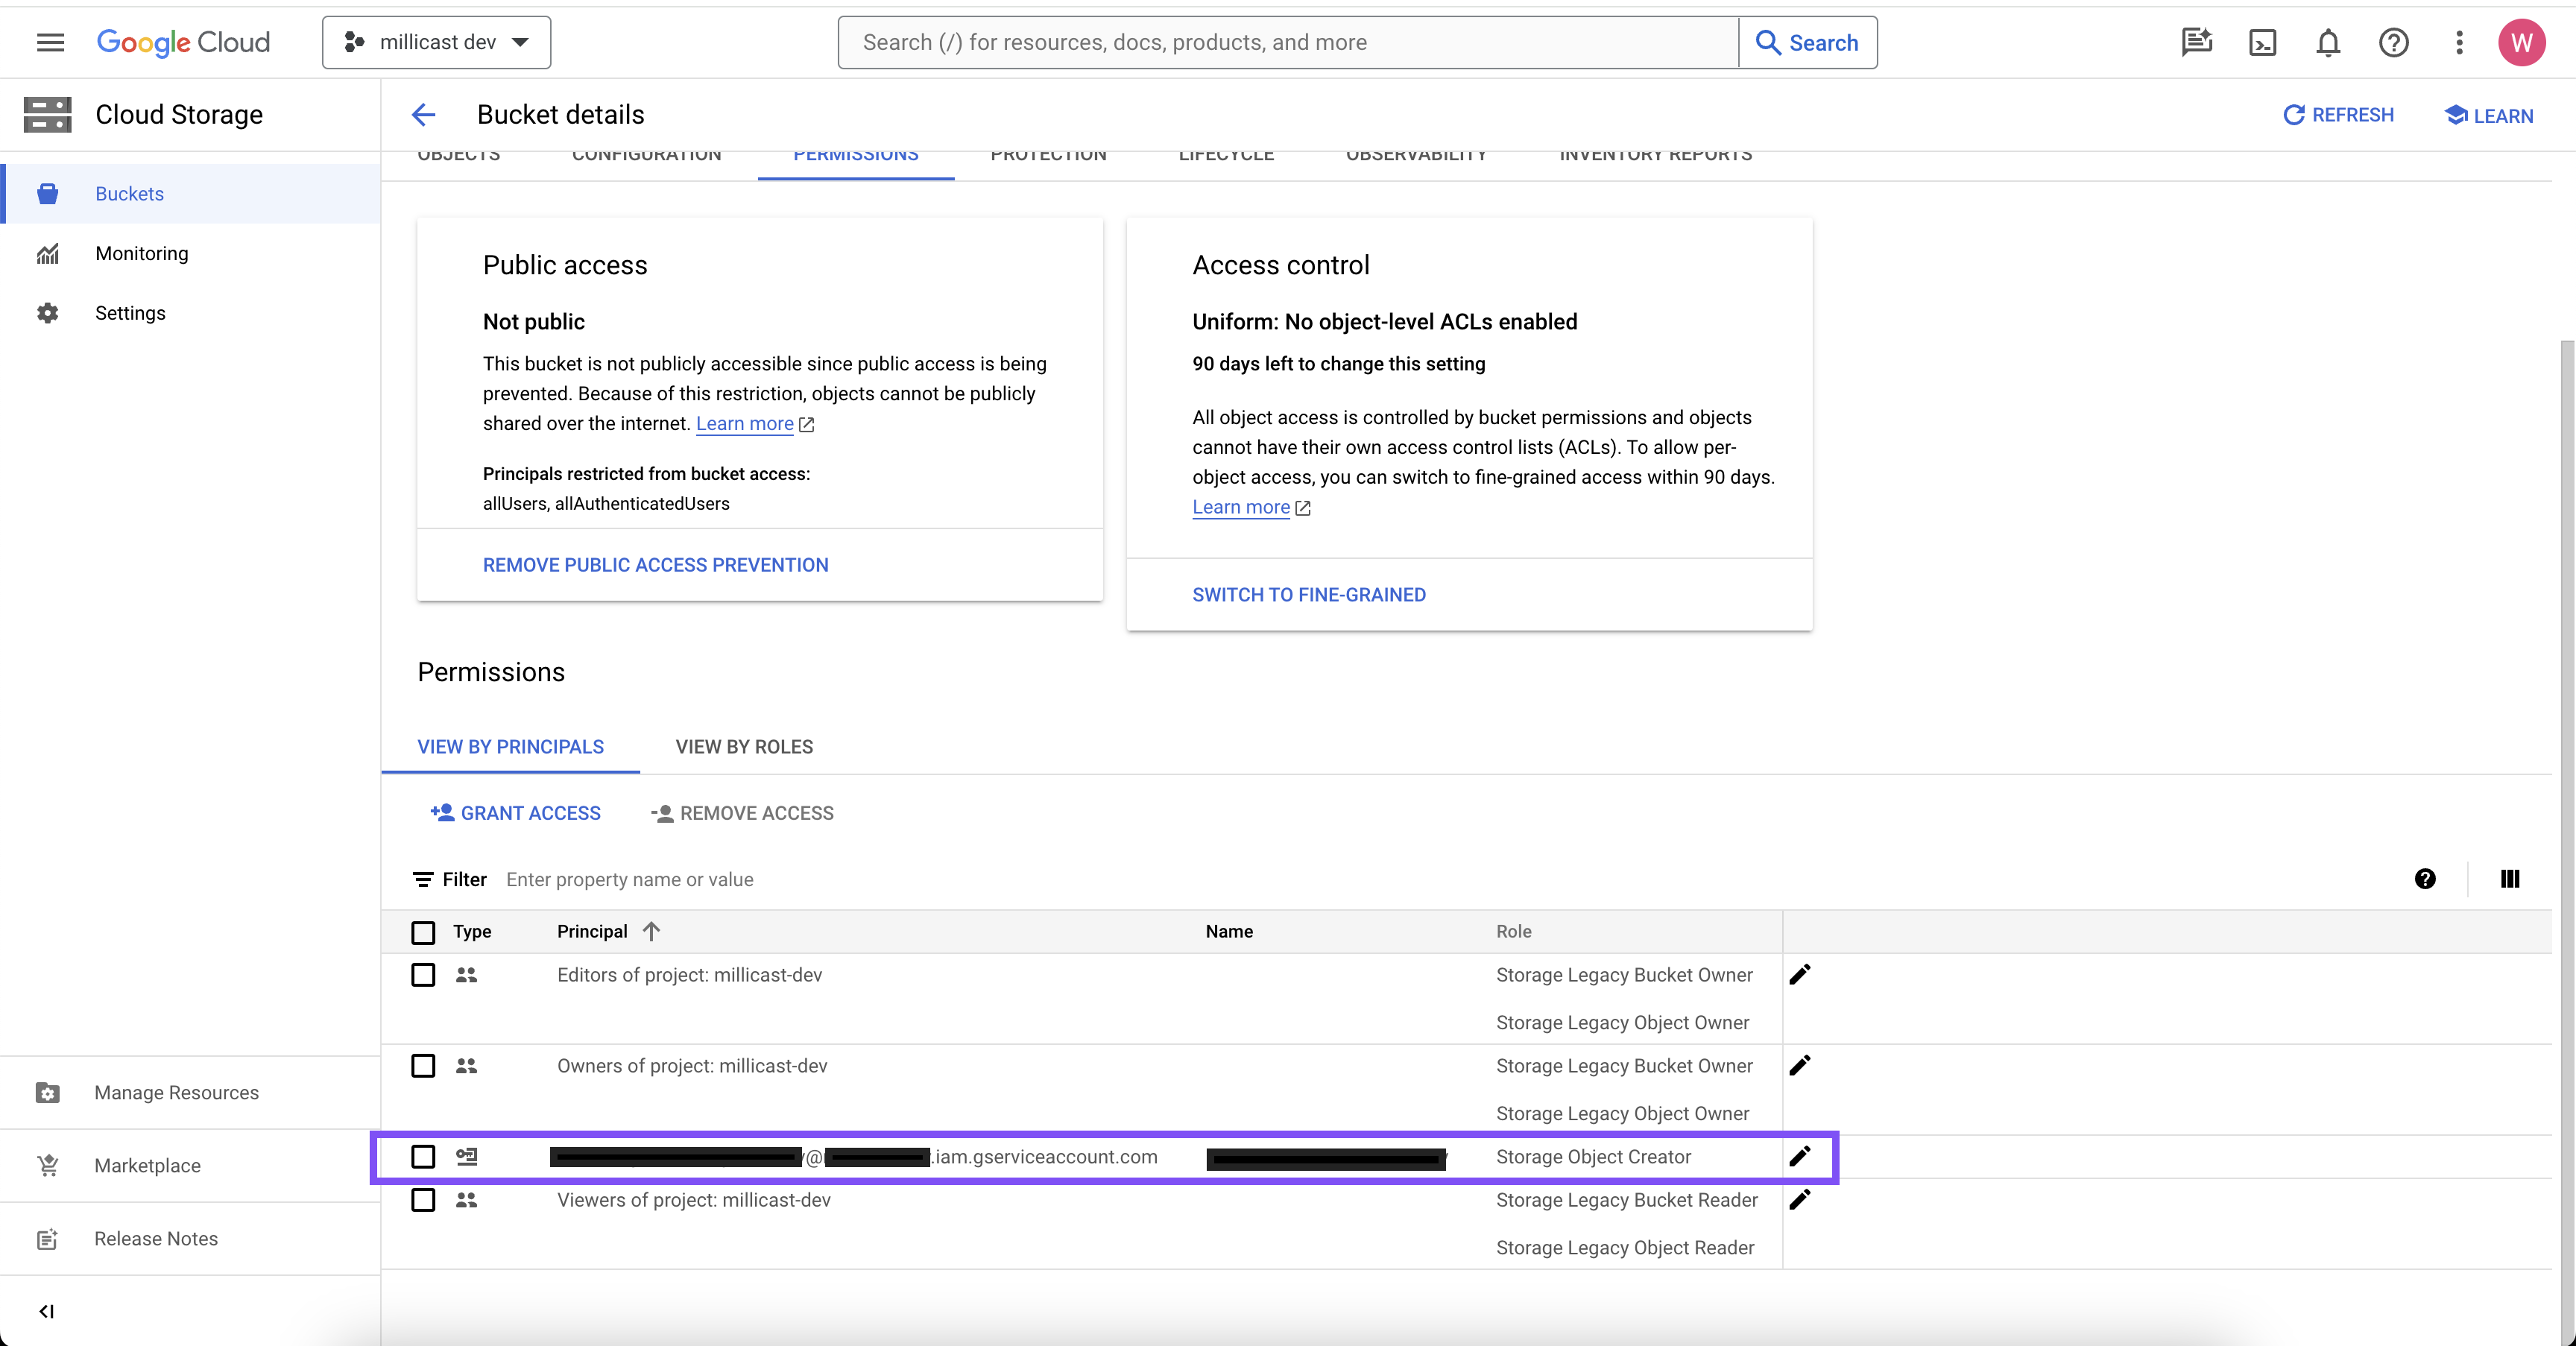 Google Cloud
millicast dev
Search (/) for resources, docs, products, and more
Search
W
Cloud Storage
Bucket details
REFRESH
LEARN
OBJECTS CONFIGURATION PERMISSIONS PROTECTION LIFECYCLE OBSERVABILITY INVENTORY REPORTS
Buckets
Monitoring
Settings
Public access
Not public
This bucket is not publicly accessible since public access is being
prevented. Because of this restriction, objects cannot be publicly
shared over the internet. Learn more
Principals restricted from bucket access:
allUsers, allAuthenticatedUsers
REMOVE PUBLIC ACCESS PREVENTION
Access control
Uniform: No object-level ACLs enabled
90 days left to change this setting
All object access is controlled by bucket permissions and objects
cannot have their own access control lists (ACLs). To allow per-
object access, you can switch to fine-grained access within 90 days.
Learn more
SWITCH TO FINE-GRAINED
Permissions
VIEW BY PRINCIPALS VIEW BY ROLES
GRANT ACCESS REMOVE ACCESS
Filter Enter property name or value
Type Principal Name Role
Editors of project: millicast-dev Storage Legacy Bucket Owner
Storage Legacy Object Owner
Owners of project: millicast-dev Storage Legacy Bucket Owner
Storage Legacy Object Owner
@ .iam.gserviceaccount.com Storage Object Creator
Viewers of project: millicast-dev Storage Legacy Bucket Reader
Storage Legacy Object Reader
Manage Resources
Marketplace
Release Notes